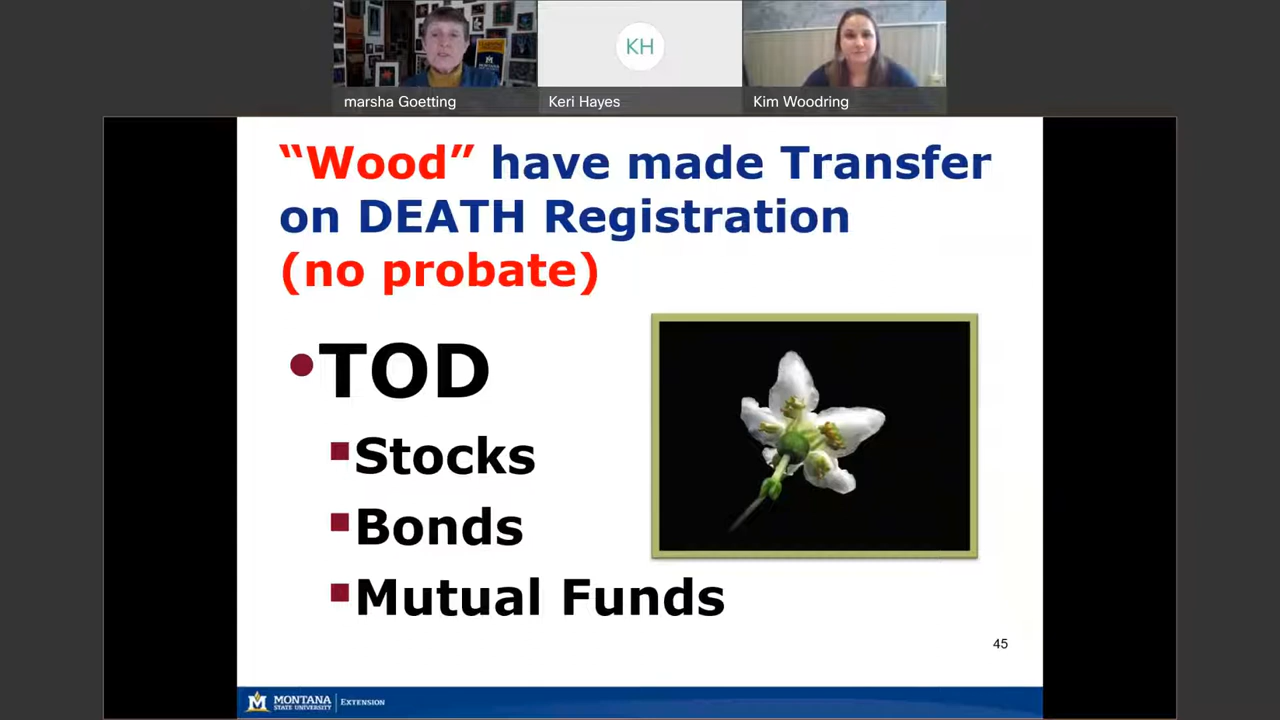 KH
marsha Goetting
Keri Hayes
Kim Woodring
“Wood” have made Transfer
on DEATH Registration
(no probate)
•TOD
▪Stocks
▪Bonds
▪Mutual Funds
45
MONTANA
STATE UNIVERSITY
EXTENSION